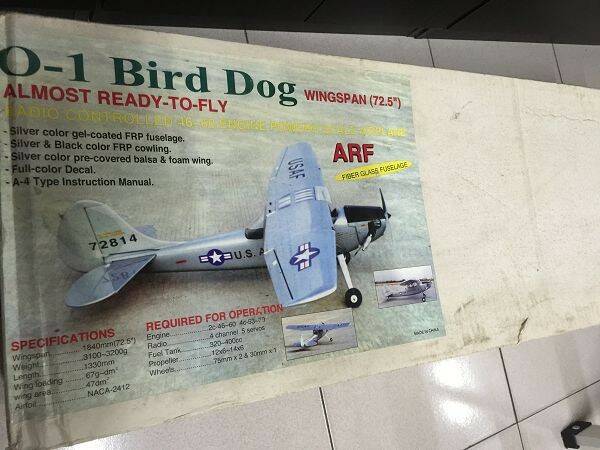 O-1 Bird Dog WINGSPAN (72.5")
ALMOST READY-TO-FLY
RADIO CONTROLLED 46-60 ENGINE POWERED SCALE AIRPLANE
- Silver color gel-coated FRP fuselage.
- Silver & Black color FRP cowling.
- Silver color pre-covered balsa & foam wing.
- Full-color Decal.
- A-4 Type Instruction Manual.
ARF
FIBER GLASS FUSELAGE
USAF
72814
U.S. A
SPECIFICATIONS
Wingspan..........1840mm(72.5")
Weight..........3100~3200g
Length..........1330mm
Wing loading..........67g~dm²
wing area..........47dm²
Airfoil..........NACA-2412
REQUIRED FOR OPERATION
Engine..........2c 46~60
Radio..........4 channel 5 servos
Fuel Tank..........320~400cc
Propeller..........12x6~14x6
Wheels..........75mm x 2 & 30mm x 1
MADE IN CHINA